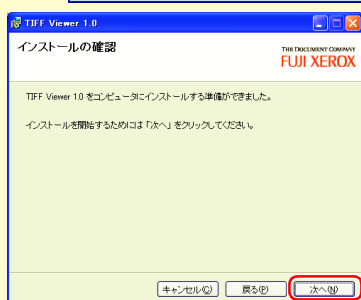 TIFF Viewer 1.0
インストールの確認
THE DOCUMENT COMPANY
FUJI XEROX
TIFF Viewer 1.0 をコンピュータにインストールする準備ができました。
インストールを開始するためには「次へ」をクリックしてください。
キャンセル(C) 戻る(P) 次へ(N)